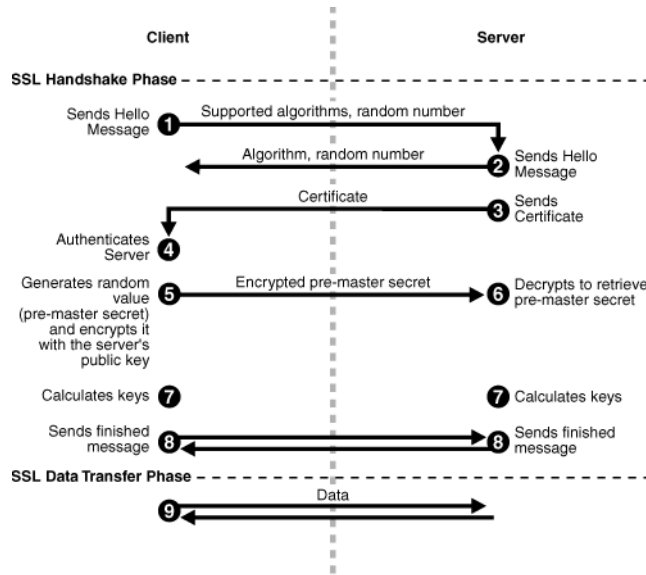 Client
Server
SSL Handshake Phase
Sends Hello
Message
1
Supported algorithms, random number
Algorithm, random number
2
Sends Hello
Message
Certificate
3
Sends
Certificate
4
Authenticates
Server
Generates random
value
(pre-master secret)
and encrypts it
with the server's
public key
5
Encrypted pre-master secret
6
Decrypts to retrieve
pre-master secret
Calculates keys
7
7
Calculates keys
Sends finished
message
8
8
Sends finished
message
SSL Data Transfer Phase
9
Data